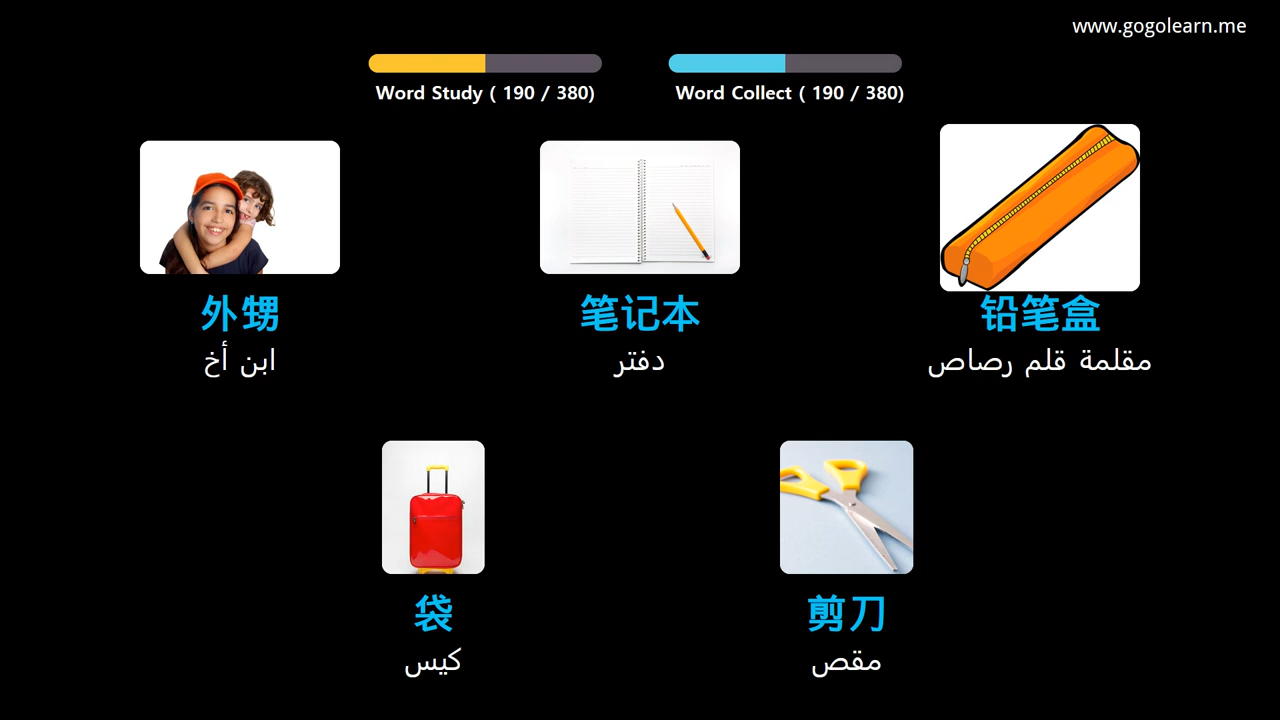 www.gogolearn.me
Word Study ( 190 / 380)
Word Collect ( 190 / 380)
外甥
ابن أخ
笔记本
دفتر
铅笔盒
مقلمة قلم رصاص
袋
كيس
剪刀
مقص